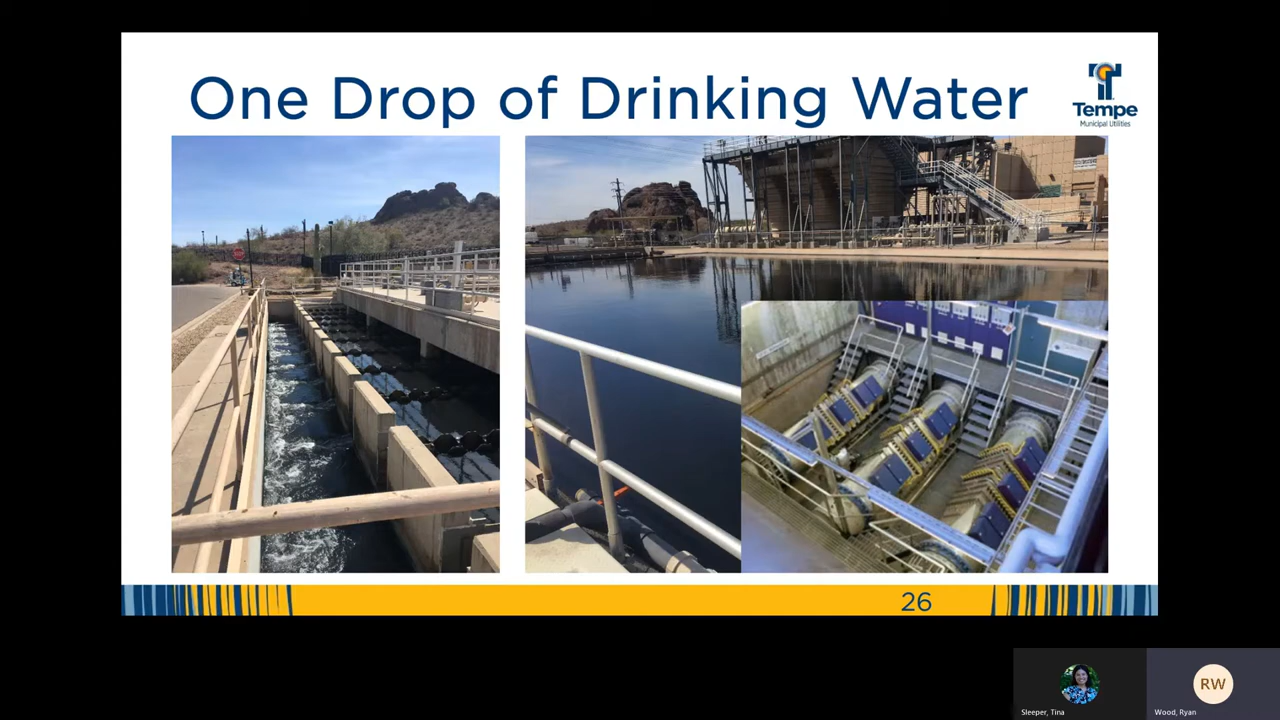 One Drop of Drinking Water
Tempe
Municipal Utilities
26
RW
Sleeper, Tina
Wood, Ryan